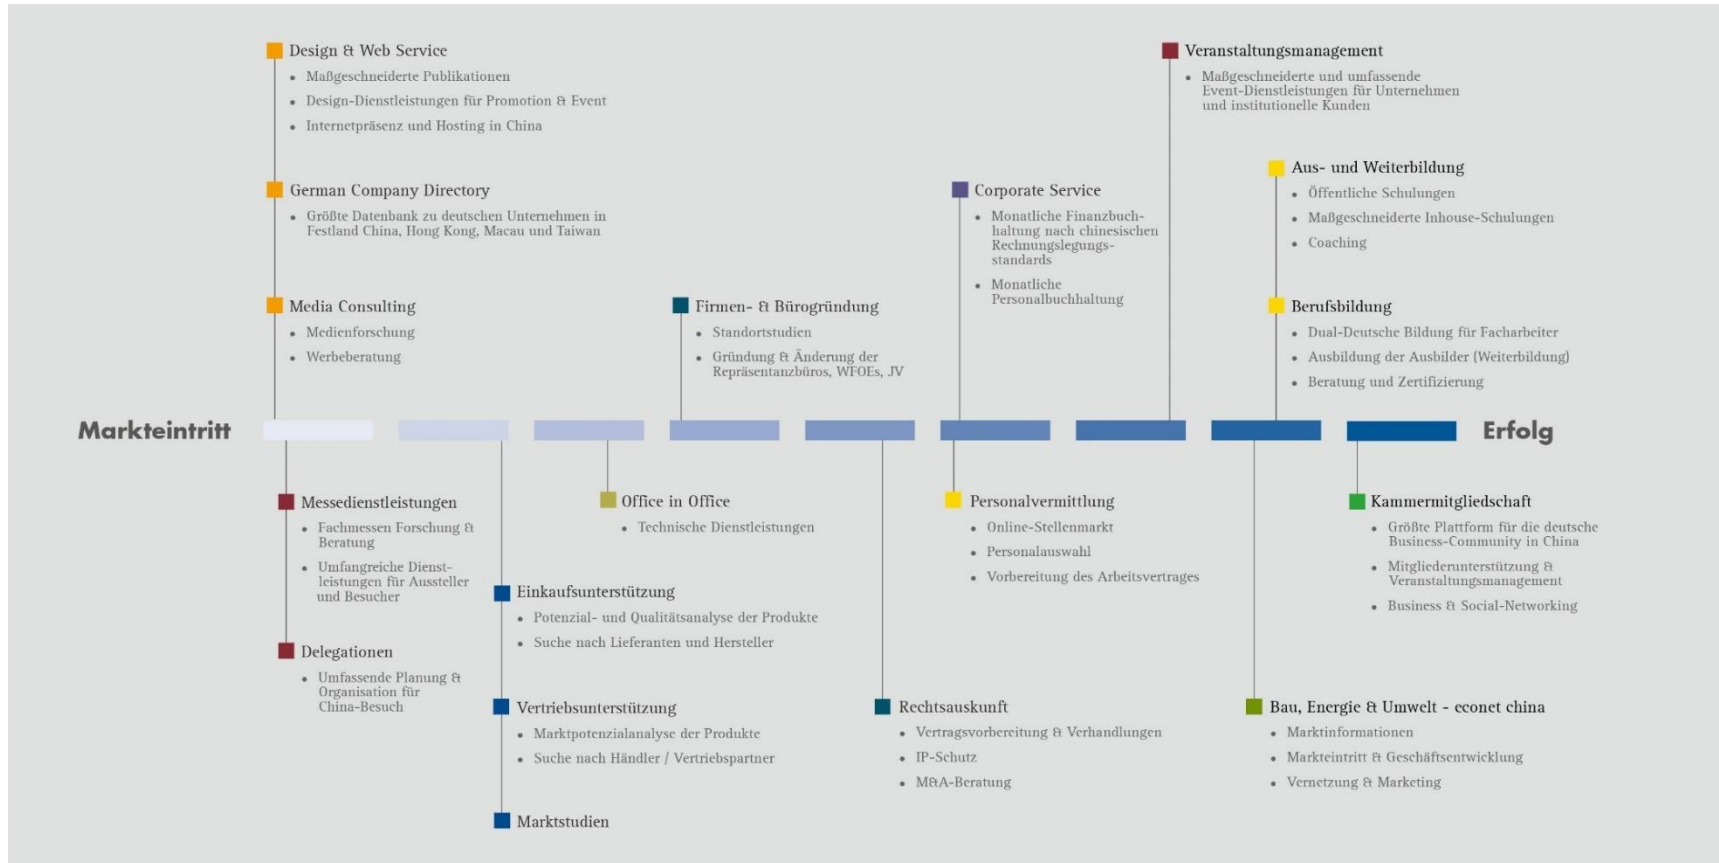 Design & Web Service
Maßgeschneiderte Publikationen
Design-Dienstleistungen für Promotion & Event
Internetpräsenz und Hosting in China
German Company Directory
Größte Datenbank zu deutschen Unternehmen in
Festland China, Hong Kong, Macau und Taiwan
Media Consulting
Medienforschung
Werbeberatung
Firmen- & Bürogründung
Standortstudien
Gründung & Änderung der
Repräsentanzbüros, WFOEs, JV
Corporate Service
Monatliche Finanzbuch-
haltung nach chinesischen
Rechnungslegungs-
standards
Monatliche
Personalbuchhaltung
Veranstaltungsmanagement
Maßgeschneiderte und umfassende
Event-Dienstleistungen für Unternehmen
und institutionelle Kunden
Aus- und Weiterbildung
Öffentliche Schulungen
Maßgeschneiderte Inhouse-Schulungen
Coaching
Berufsbildung
Dual-Deutsche Bildung für Facharbeiter
Ausbildung der Ausbilder (Weiterbildung)
Beratung und Zertifizierung
Markteintritt
Erfolg
Messedienstleistungen
Fachmessen Forschung &
Beratung
Umfangreiche Dienst-
leistungen für Aussteller
und Besucher
Delegationen
Umfassende Planung &
Organisation für
China-Besuch
Einkaufsunterstützung
Potenzial- und Qualitätsanalyse der Produkte
Suche nach Lieferanten und Hersteller
Vertriebsunterstützung
Marktpotenzialanalyse der Produkte
Suche nach Händler / Vertriebspartner
Marktstudien
Office in Office
Technische Dienstleistungen
Rechtsauskunft
Vertragsvorbereitung & Verhandlungen
IP-Schutz
M&A-Beratung
Personalvermittlung
Online-Stellenmarkt
Personalauswahl
Vorbereitung des Arbeitsvertrages
Bau, Energie & Umwelt - econet china
Marktinformationen
Markteintritt & Geschäftsentwicklung
Vernetzung & Marketing
Kammermitgliedschaft
Größte Plattform für die deutsche
Business-Community in China
Mitgliederunterstützung &
Veranstaltungsmanagement
Business & Social-Networking